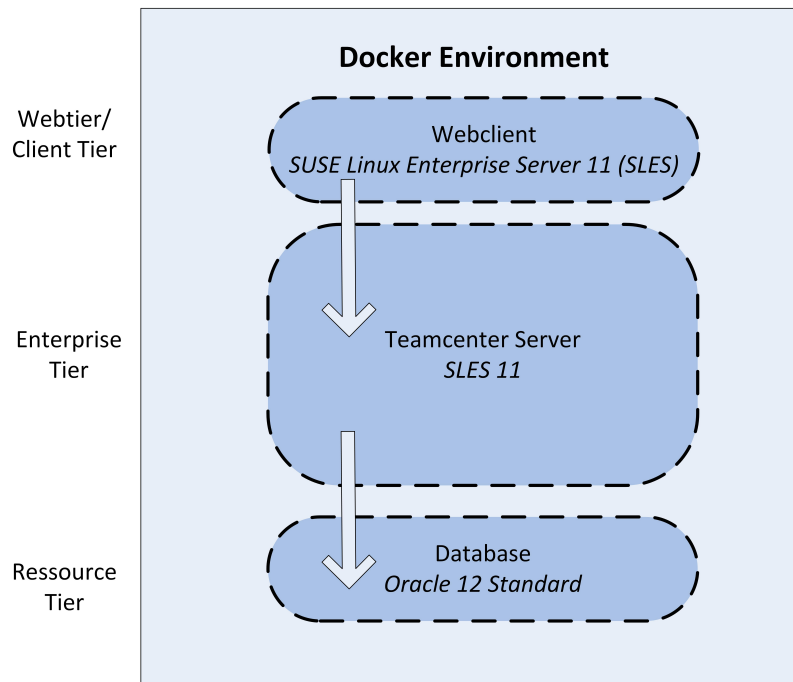 Docker Environment
Webtier/
Client Tier
Webclient
SUSE Linux Enterprise Server 11 (SLES)
Enterprise
Tier
Teamcenter Server
SLES 11
Ressource
Tier
Database
Oracle 12 Standard